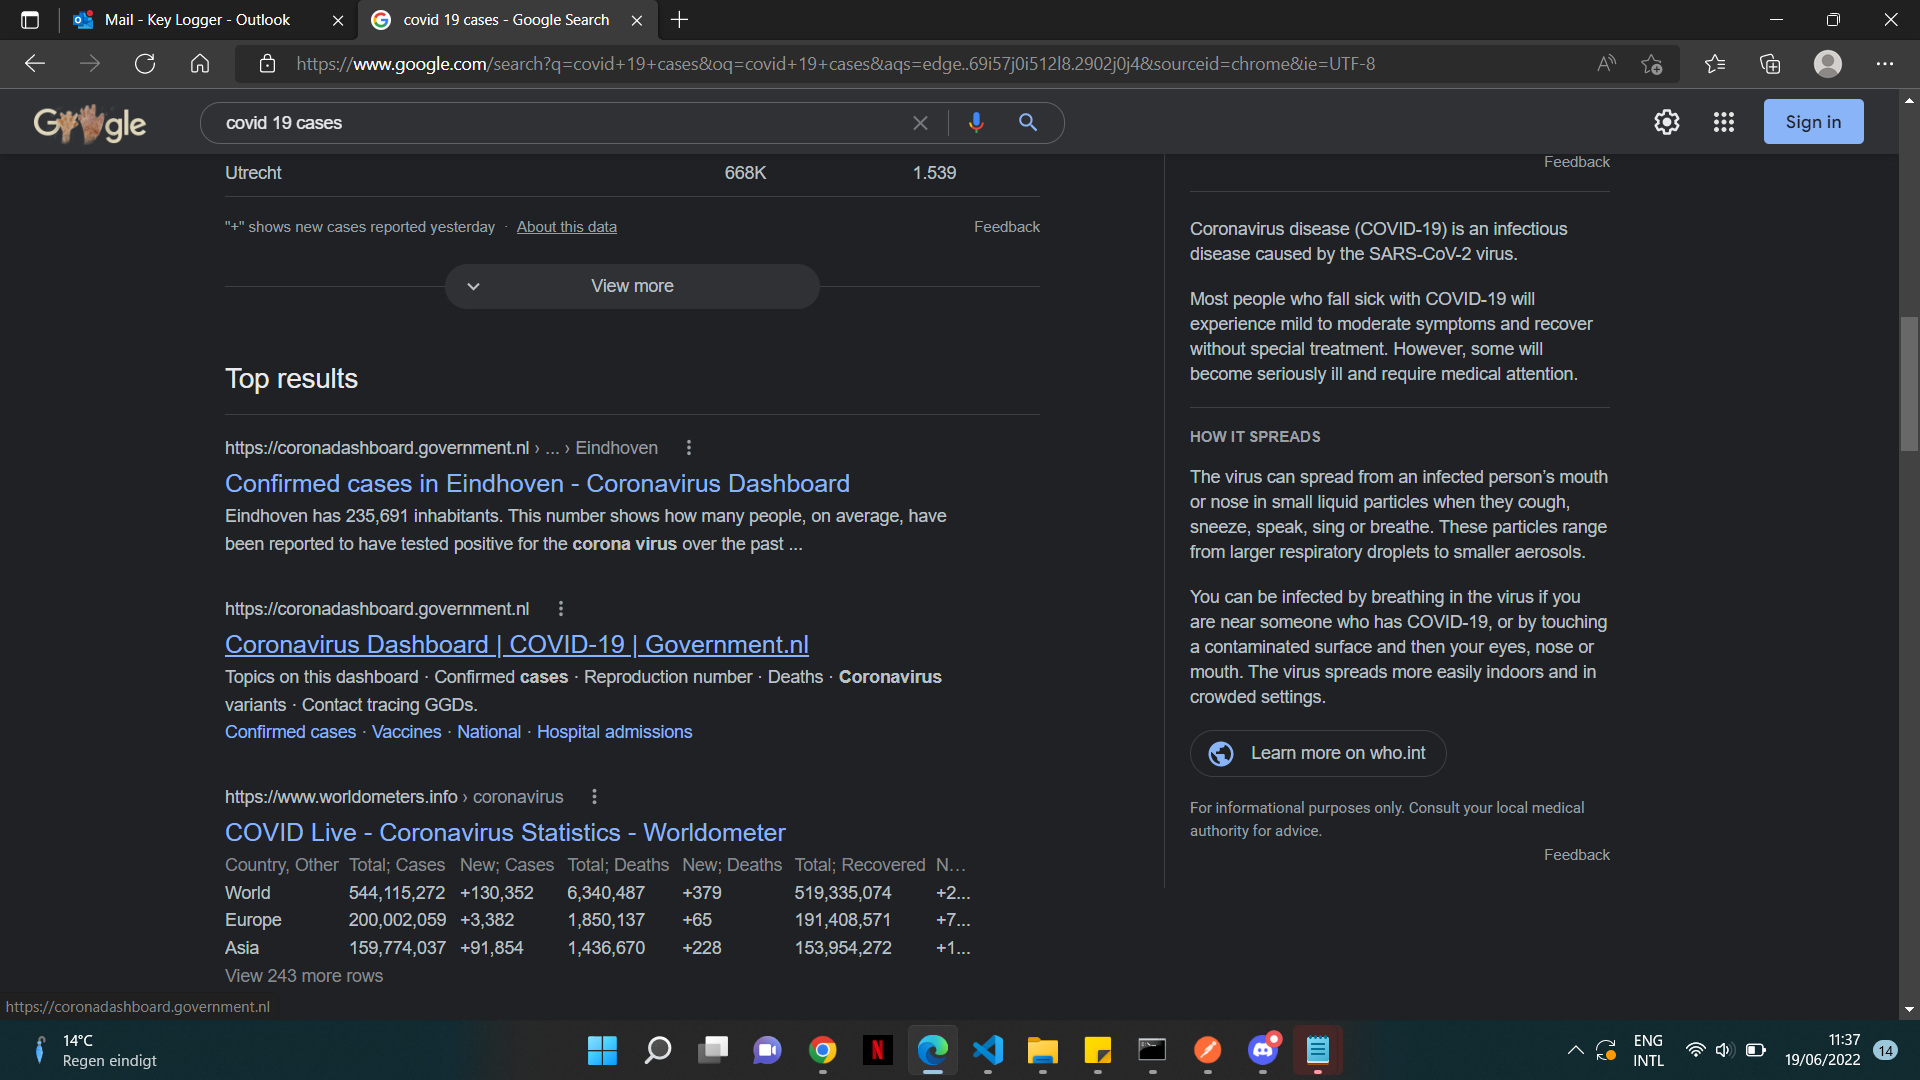 Mail - Key Logger - Outlook
covid 19 cases - Google Search
https://www.google.com/search?q=covid+19+cases&oq=covid+19+cases&aqs=edge..69i57j0i512l8.2902j0j4&sourceid=chrome&ie=UTF-8
Google
covid 19 cases
Sign in
Utrecht 668K 1.539
"+" shows new cases reported yesterday · About this data
Feedback
View more
Top results
https://coronadashboard.government.nl › ... › Eindhoven
Confirmed cases in Eindhoven - Coronavirus Dashboard
Eindhoven has 235,691 inhabitants. This number shows how many people, on average, have
been reported to have tested positive for the corona virus over the past ...
https://coronadashboard.government.nl
Coronavirus Dashboard | COVID-19 | Government.nl
Topics on this dashboard · Confirmed cases · Reproduction number · Deaths · Coronavirus
variants · Contact tracing GGDs.
Confirmed cases · Vaccines · National · Hospital admissions
https://www.worldometers.info › coronavirus
COVID Live - Coronavirus Statistics - Worldometer
Country, Other Total; Cases New; Cases Total; Deaths New; Deaths Total; Recovered N...
World 544,115,272 +130,352 6,340,487 +379 519,335,074 +2...
Europe 200,002,059 +3,382 1,850,137 +65 191,408,571 +7...
Asia 159,774,037 +91,854 1,436,670 +228 153,954,272 +1...
View 243 more rows
Feedback
Coronavirus disease (COVID-19) is an infectious
disease caused by the SARS-CoV-2 virus.
Most people who fall sick with COVID-19 will
experience mild to moderate symptoms and recover
without special treatment. However, some will
become seriously ill and require medical attention.
HOW IT SPREADS
The virus can spread from an infected person's mouth
or nose in small liquid particles when they cough,
sneeze, speak, sing or breathe. These particles range
from larger respiratory droplets to smaller aerosols.
You can be infected by breathing in the virus if you
are near someone who has COVID-19, or by touching
a contaminated surface and then your eyes, nose or
mouth. The virus spreads more easily indoors and in
crowded settings.
Learn more on who.int
For informational purposes only. Consult your local medical
authority for advice.
Feedback
https://coronadashboard.government.nl
14°C
Regen eindigt
ENG
INTL
11:37
19/06/2022
14